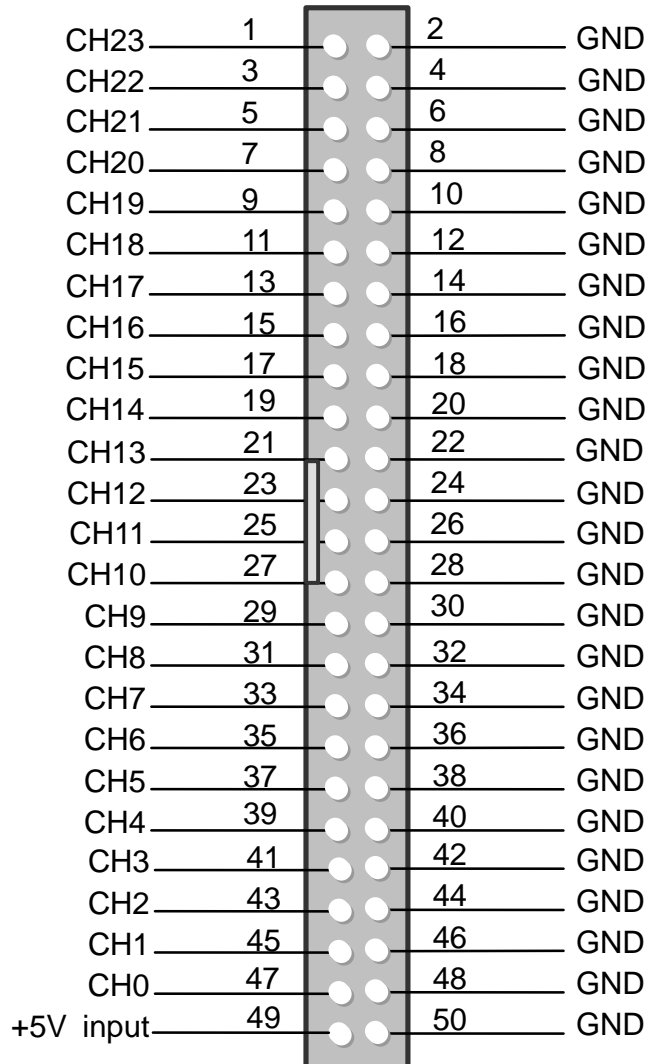 CH23 1 2 GND
CH22 3 4 GND
CH21 5 6 GND
CH20 7 8 GND
CH19 9 10 GND
CH18 11 12 GND
CH17 13 14 GND
CH16 15 16 GND
CH15 17 18 GND
CH14 19 20 GND
CH13 21 22 GND
CH12 23 24 GND
CH11 25 26 GND
CH10 27 28 GND
CH9 29 30 GND
CH8 31 32 GND
CH7 33 34 GND
CH6 35 36 GND
CH5 37 38 GND
CH4 39 40 GND
CH3 41 42 GND
CH2 43 44 GND
CH1 45 46 GND
CH0 47 48 GND
+5V input 49 50 GND